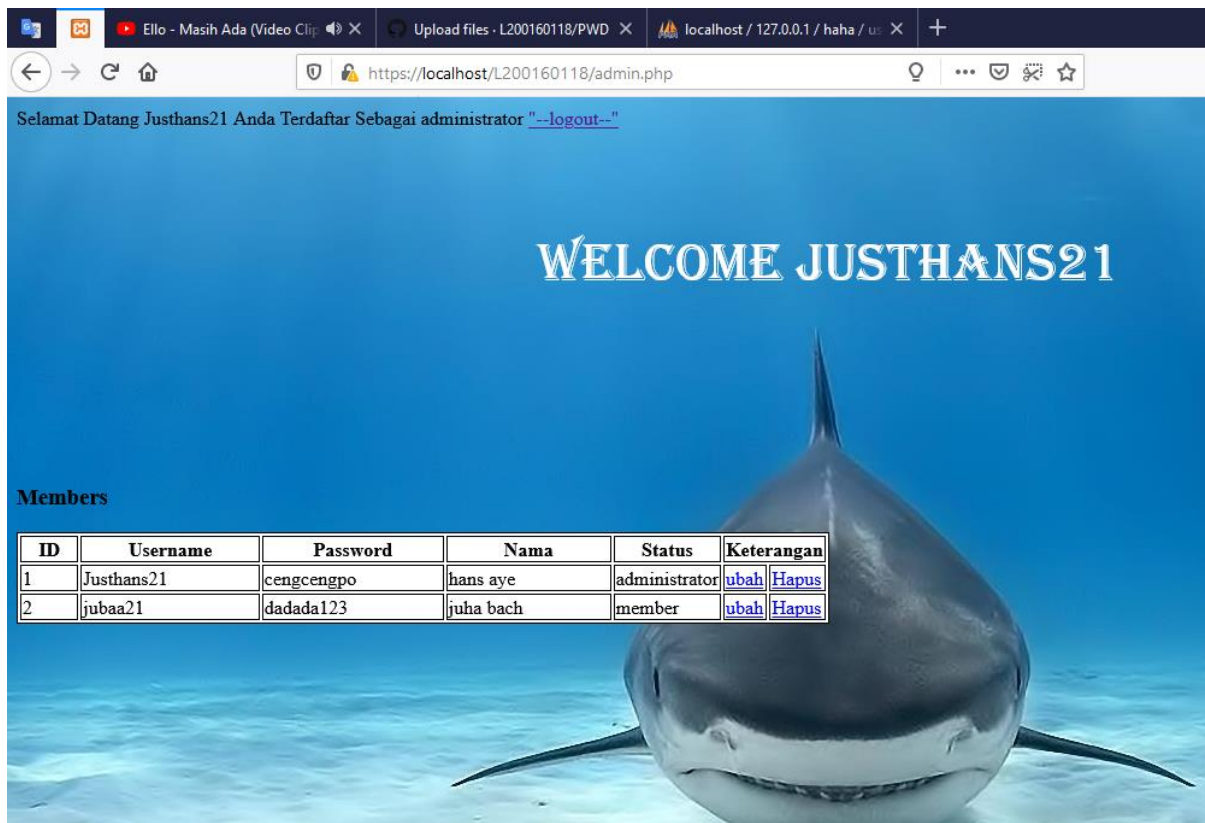 Ello - Masih Ada (Video Clip
Upload files · L200160118/PWD
localhost / 127.0.0.1 / haha / us
https://localhost/L200160118/admin.php
Selamat Datang Justhans21 Anda Terdaftar Sebagai administrator "--logout--"
WELCOME JUSTHANS21
Members
ID Username Password Nama Status Keterangan
1 Justhans21 cengcengpo hans aye administrator ubah Hapus
2 jubaa21 dadada123 juha bach member ubah Hapus